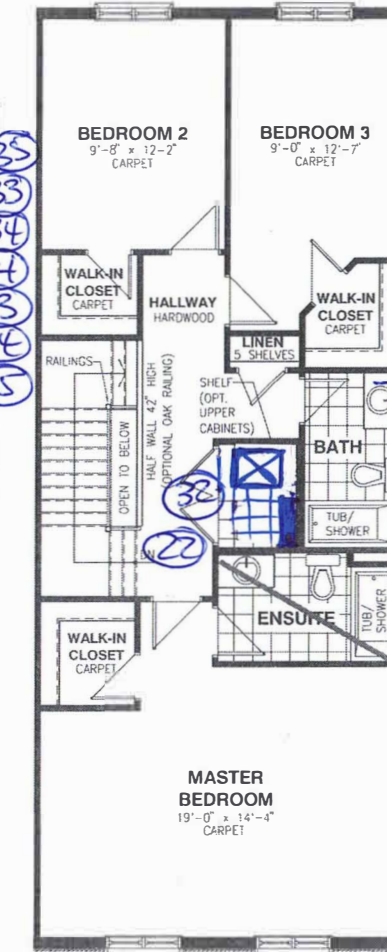 BEDROOM 2
9'-8" x 12'-2"
CARPET
BEDROOM 3
9'-0" x 12'-7"
CARPET
WALK-IN
CLOSET
CARPET
HALLWAY
HARDWOOD
WALK-IN
CLOSET
CARPET
LINEN
5 SHELVES
RAILINGS
SHELF
(OPT.
UPPER
CABINETS)
HALF WALL 42" HIGH
(OPTIONAL OAK RAILING)
OPEN TO BELOW
BATH
TUB/
SHOWER
32
22
DN
ENSUITE
TUB/
SHOWER
WALK-IN
CLOSET
CARPET
MASTER
BEDROOM
19'-0" x 14'-4"
CARPET